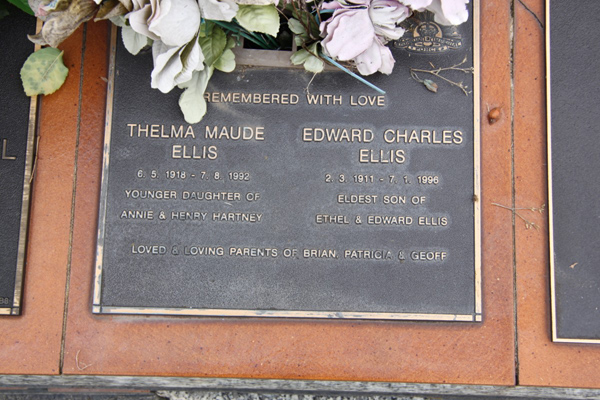 REMEMBERED WITH LOVE
THELMA MAUDE
ELLIS
6. 5. 1918 - 7. 8. 1992
YOUNGER DAUGHTER OF
ANNIE & HENRY HARTNEY
EDWARD CHARLES
ELLIS
2. 3. 1911 - 7. 1. 1996
ELDEST SON OF
ETHEL & EDWARD ELLIS
LOVED & LOVING PARENTS OF BRIAN, PATRICIA & GEOFF